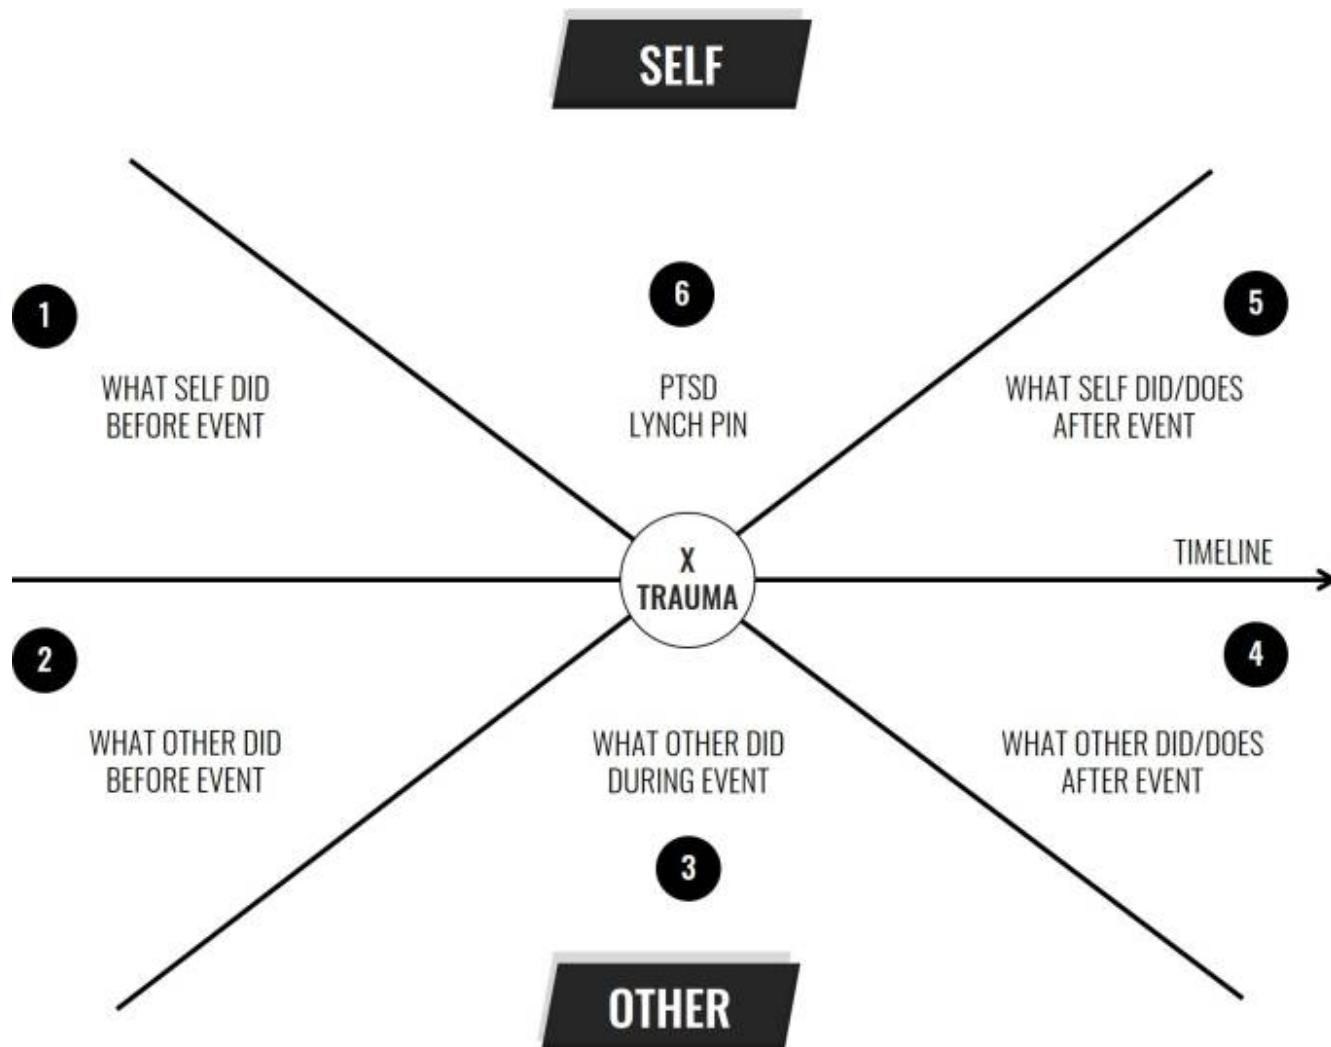 SELF
1
6
5
WHAT SELF DID
BEFORE EVENT
PTSD
LYNCH PIN
WHAT SELF DID/DOES
AFTER EVENT
TIMELINE
X
TRAUMA
2
4
WHAT OTHER DID
BEFORE EVENT
WHAT OTHER DID
DURING EVENT
WHAT OTHER DID/DOES
AFTER EVENT
3
OTHER